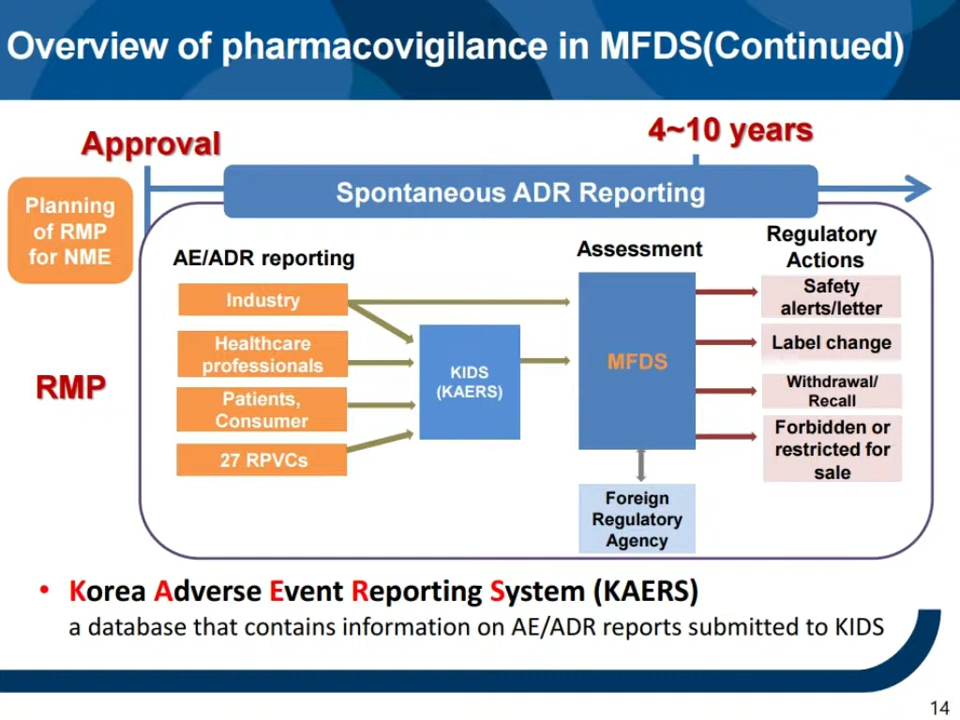 Overview of pharmacovigilance in MFDS(Continued)
Approval
4~10 years
Planning
of RMP
for NME
Spontaneous ADR Reporting
AE/ADR reporting
Assessment
Regulatory
Actions
Industry
Healthcare
professionals
Patients,
Consumer
27 RPVCs
KIDS
(KAERS)
MFDS
Safety
alerts/letter
Label change
Withdrawal/
Recall
Forbidden or
restricted for
sale
RMP
Foreign
Regulatory
Agency
• Korea Adverse Event Reporting System (KAERS)
a database that contains information on AE/ADR reports submitted to KIDS
14